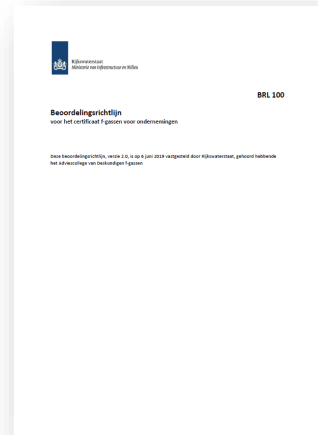 Rijkswaterstaat
Ministerie van Infrastructuur en Milieu
BRL 100
Beoordelingsrichtlijn
voor het certificaat f-gassen voor ondernemingen
Deze beoordelingsrichtlijn, versie 2.0, is op 6 juni 2019 vastgesteld door Rijkswaterstaat, gehoord hebbende
het Adviescollege van Deskundigen f-gassen